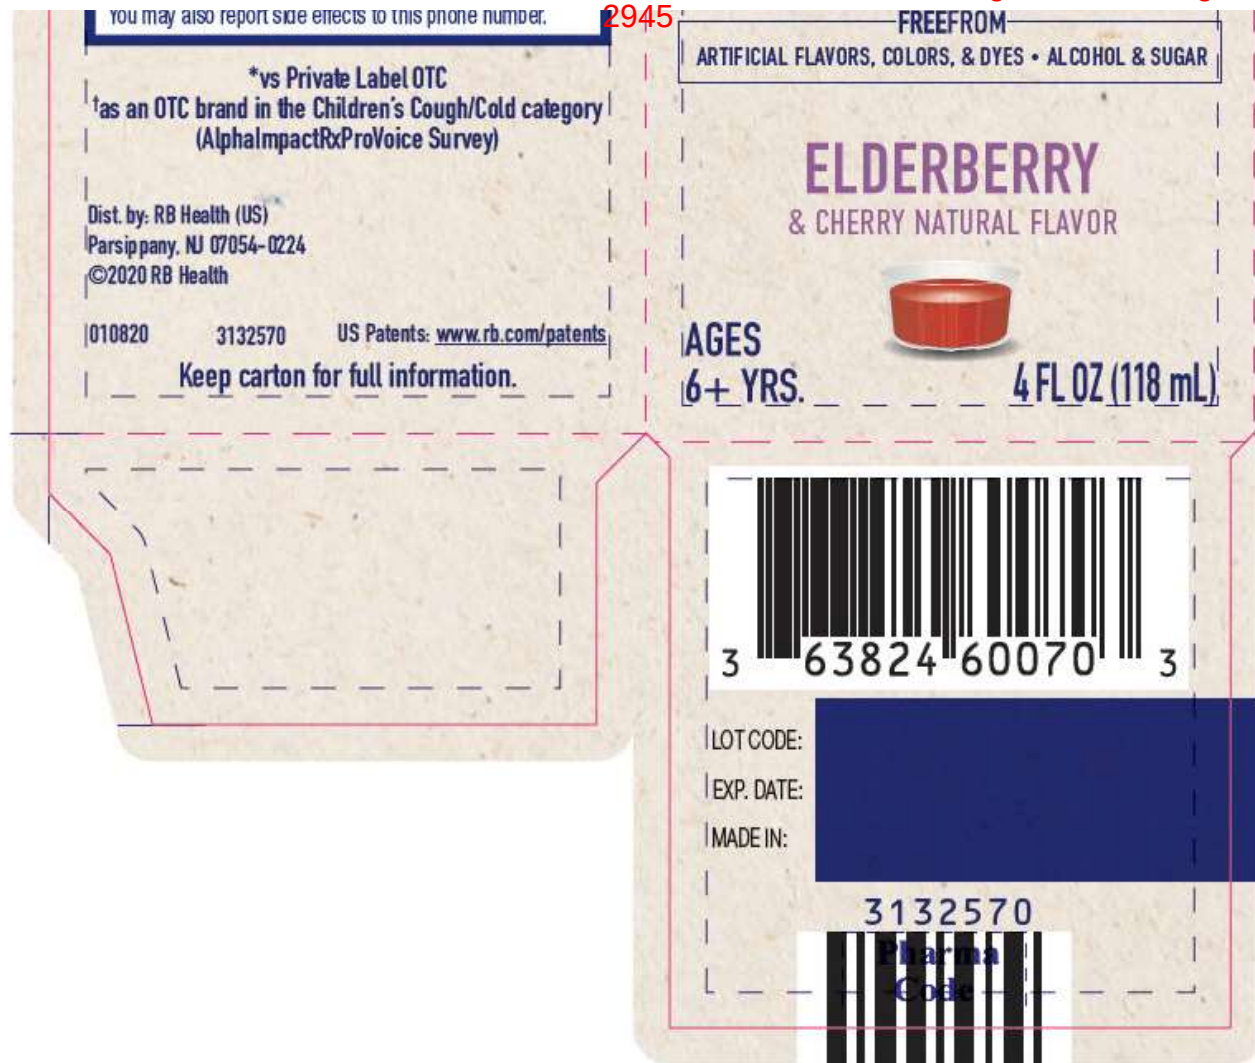 You may also report side effects to this phone number.
*vs Private Label OTC
†as an OTC brand in the Children's Cough/Cold category
(AlphaImpactRxProVoice Survey)
Dist. by: RB Health (US)
Parsippany, NJ 07054-0224
©2020 RB Health
010820 3132570 US Patents: www.rb.com/patents
Keep carton for full information.
2945
FREEFROM
ARTIFICIAL FLAVORS, COLORS, & DYES • ALCOHOL & SUGAR
ELDERBERRY
& CHERRY NATURAL FLAVOR
AGES
6+ YRS. 4 FL OZ (118 mL)
3 63824 60070 3
LOT CODE:
EXP. DATE:
MADE IN:
3132570
Pharma
Code